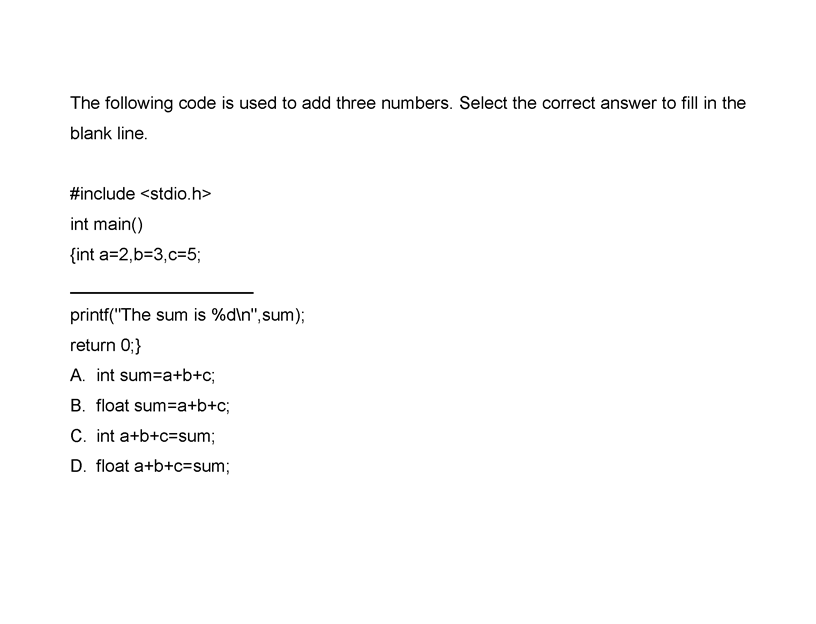 The following code is used to add three numbers. Select the correct answer to fill in the
blank line.
#include <stdio.h>
int main()
{int a=2,b=3,c=5;
___________________
printf("The sum is %d\n",sum);
return 0;}
A. int sum=a+b+c;
B. float sum=a+b+c;
C. int a+b+c=sum;
D. float a+b+c=sum;